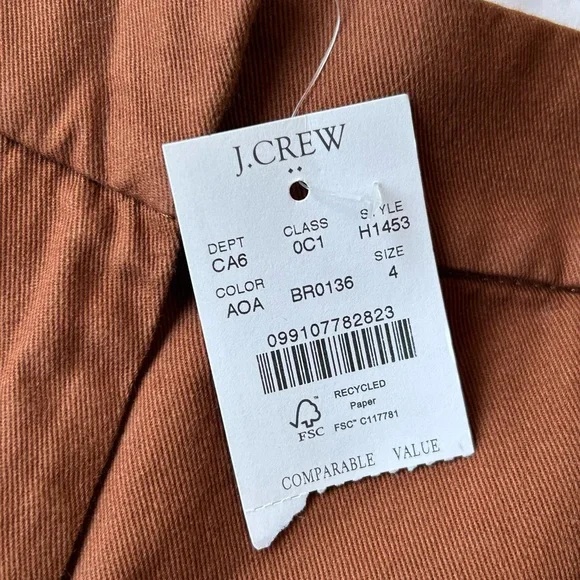 J.CREW
DEPT CLASS STYLE
CA6 0C1 H1453
COLOR BR0136 SIZE
AOA 4
099107782823
RECYCLED
Paper
FSC
FSC™ C117781
COMPARABLE VALUE